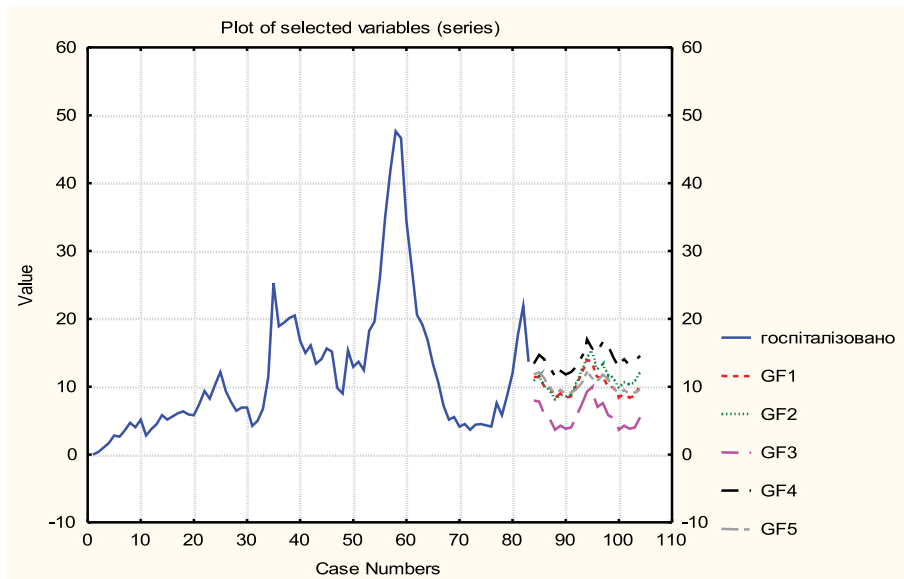 Plot of selected variables (series)
60 60
50 50
40 40
30 30
20 20
10 10
0 0
-10 -10
0 10 20 30 40 50 60 70 80 90 100 110
Value
Case Numbers
госпіталізовано
GF1
GF2
GF3
GF4
GF5